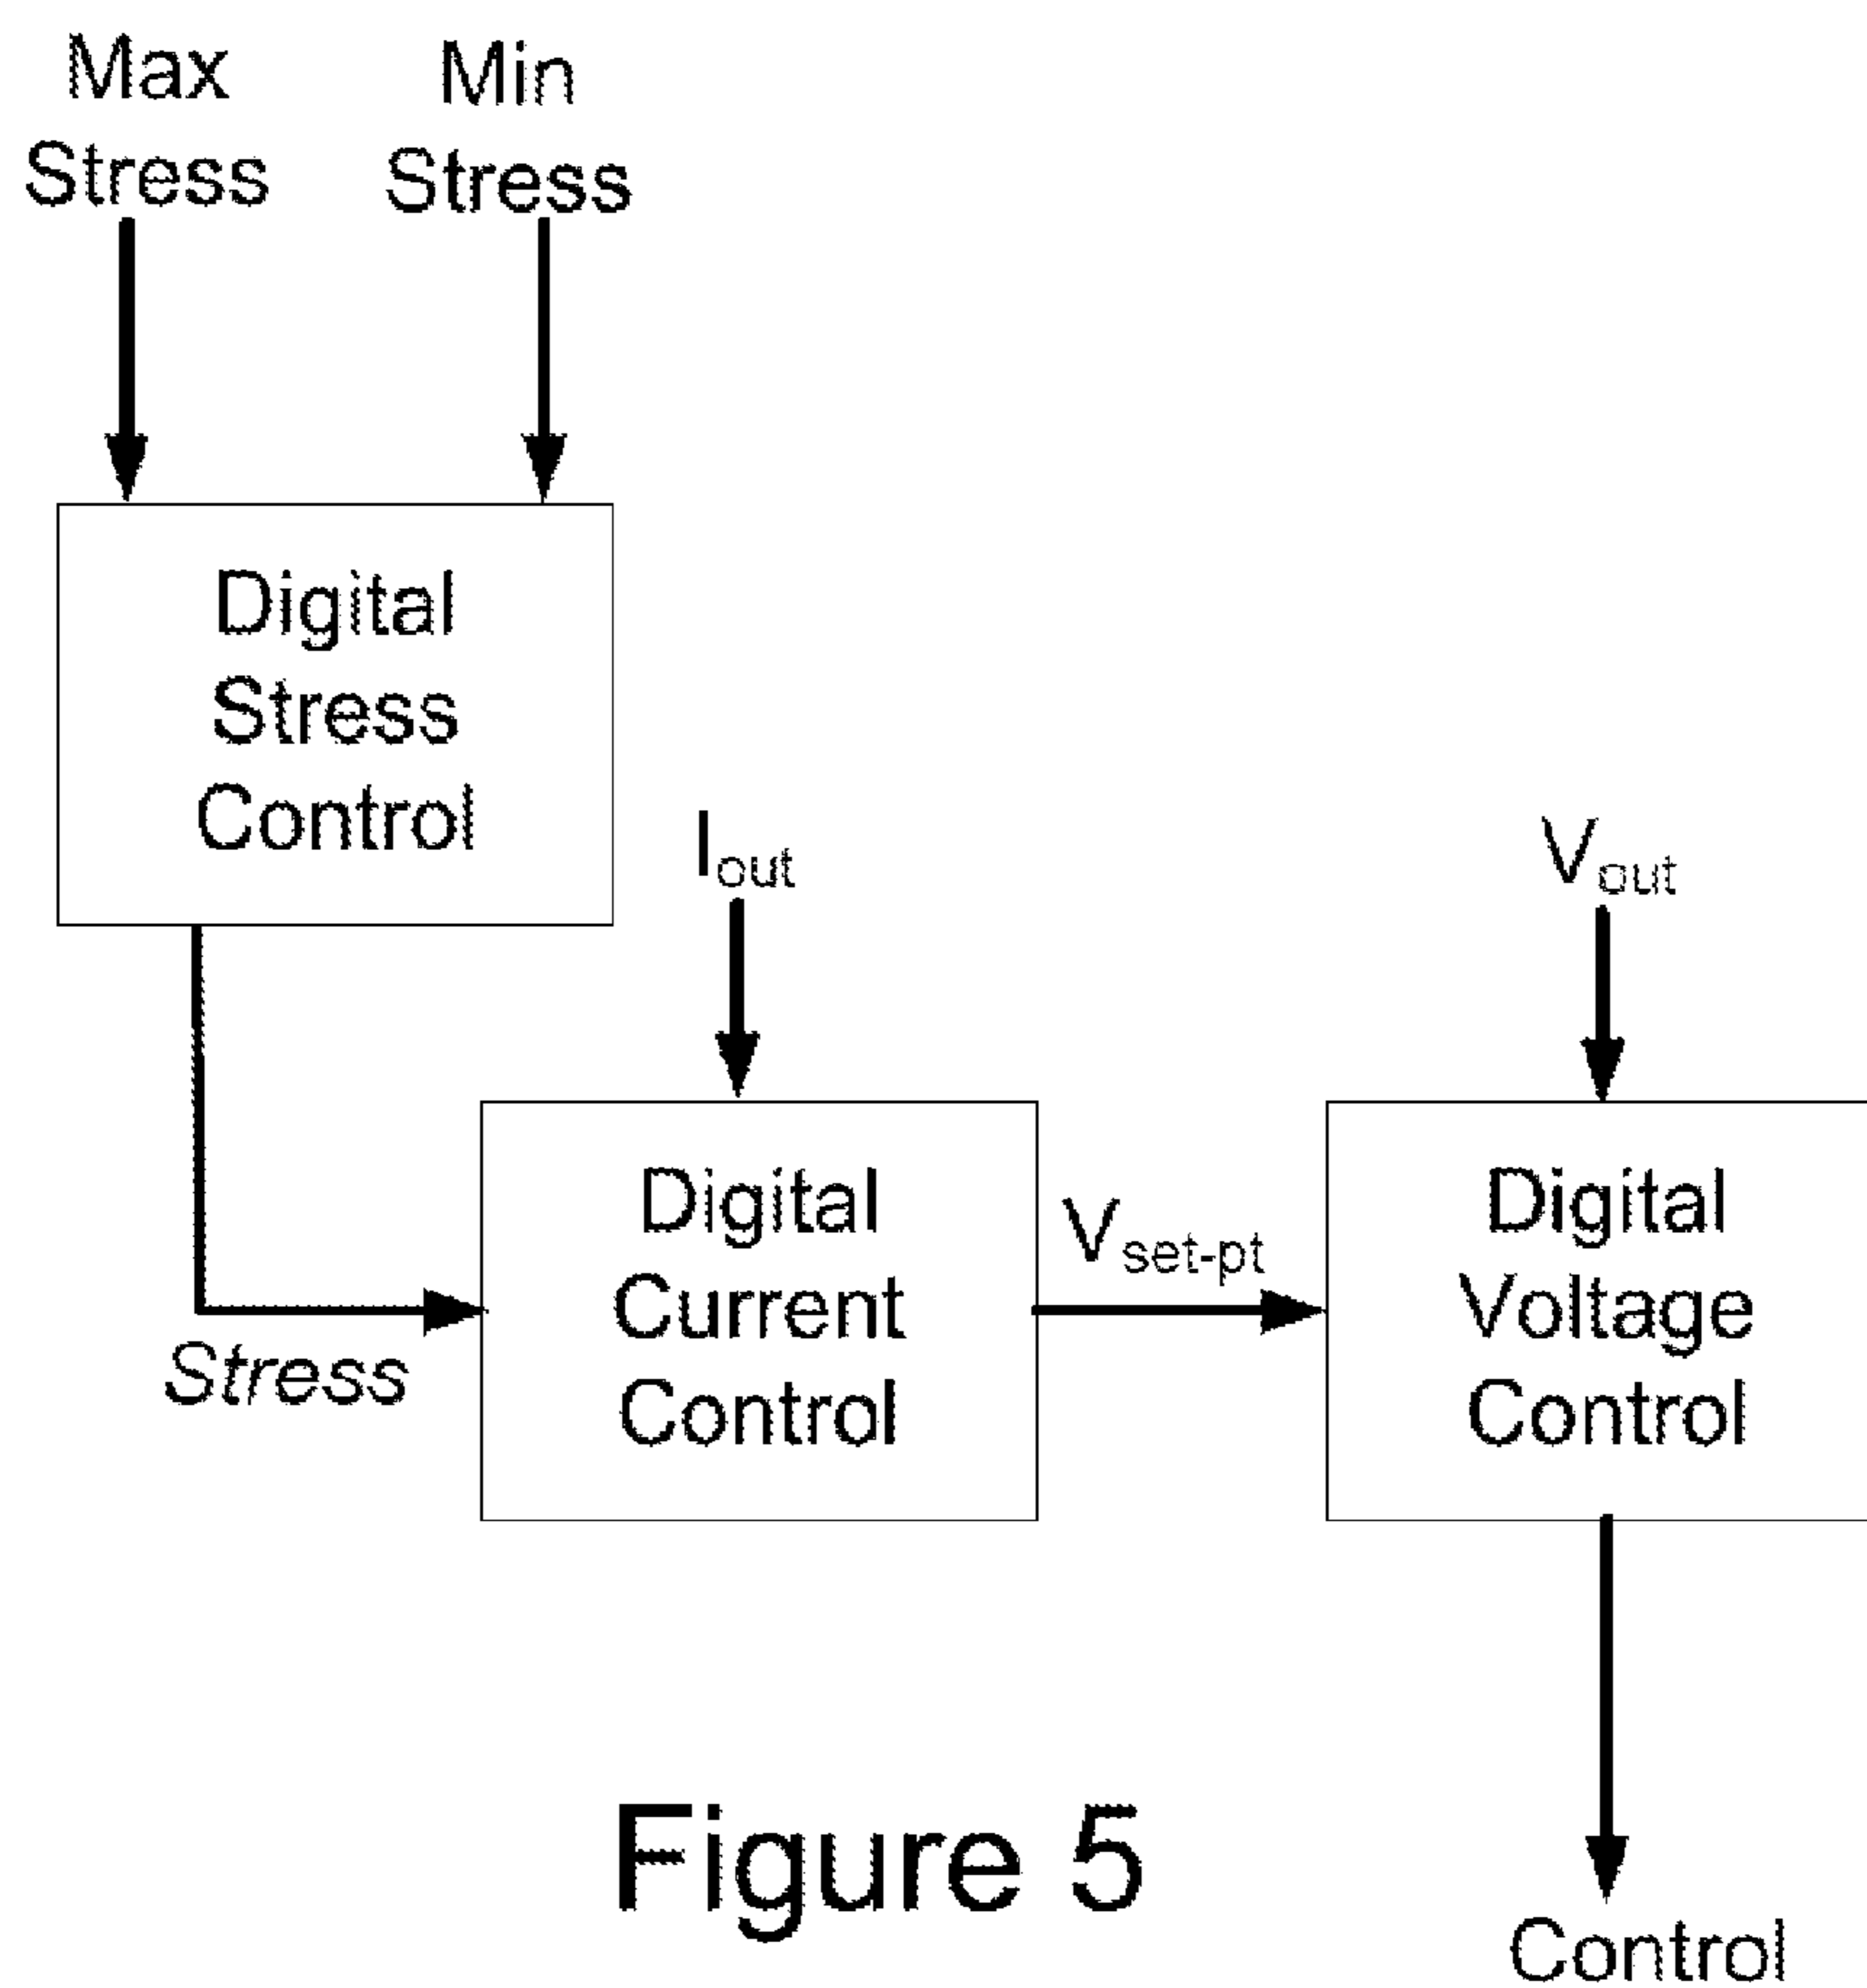 Max
Stress
Min
Stress
Digital
Stress
Control
Iout
Vout
Stress
Digital
Current
Control
Vset-pt
Digital
Voltage
Control
Figure 5
Control